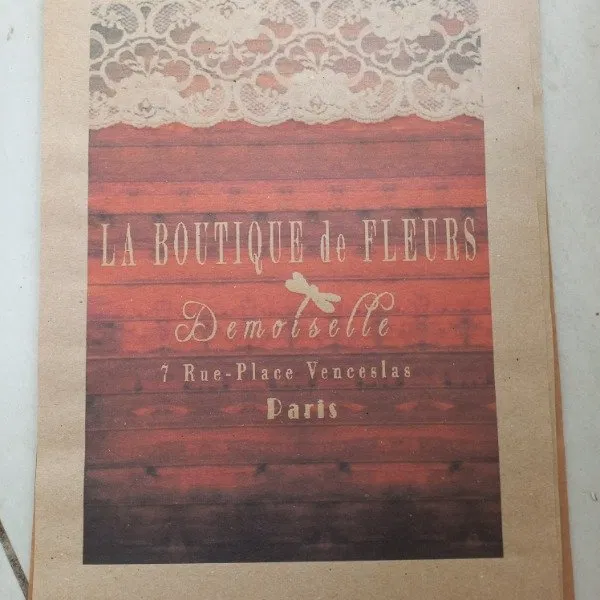 LA BOUTIQUE de FLEURS
Demoiselle
7 Rue-Place Venceslas
Paris